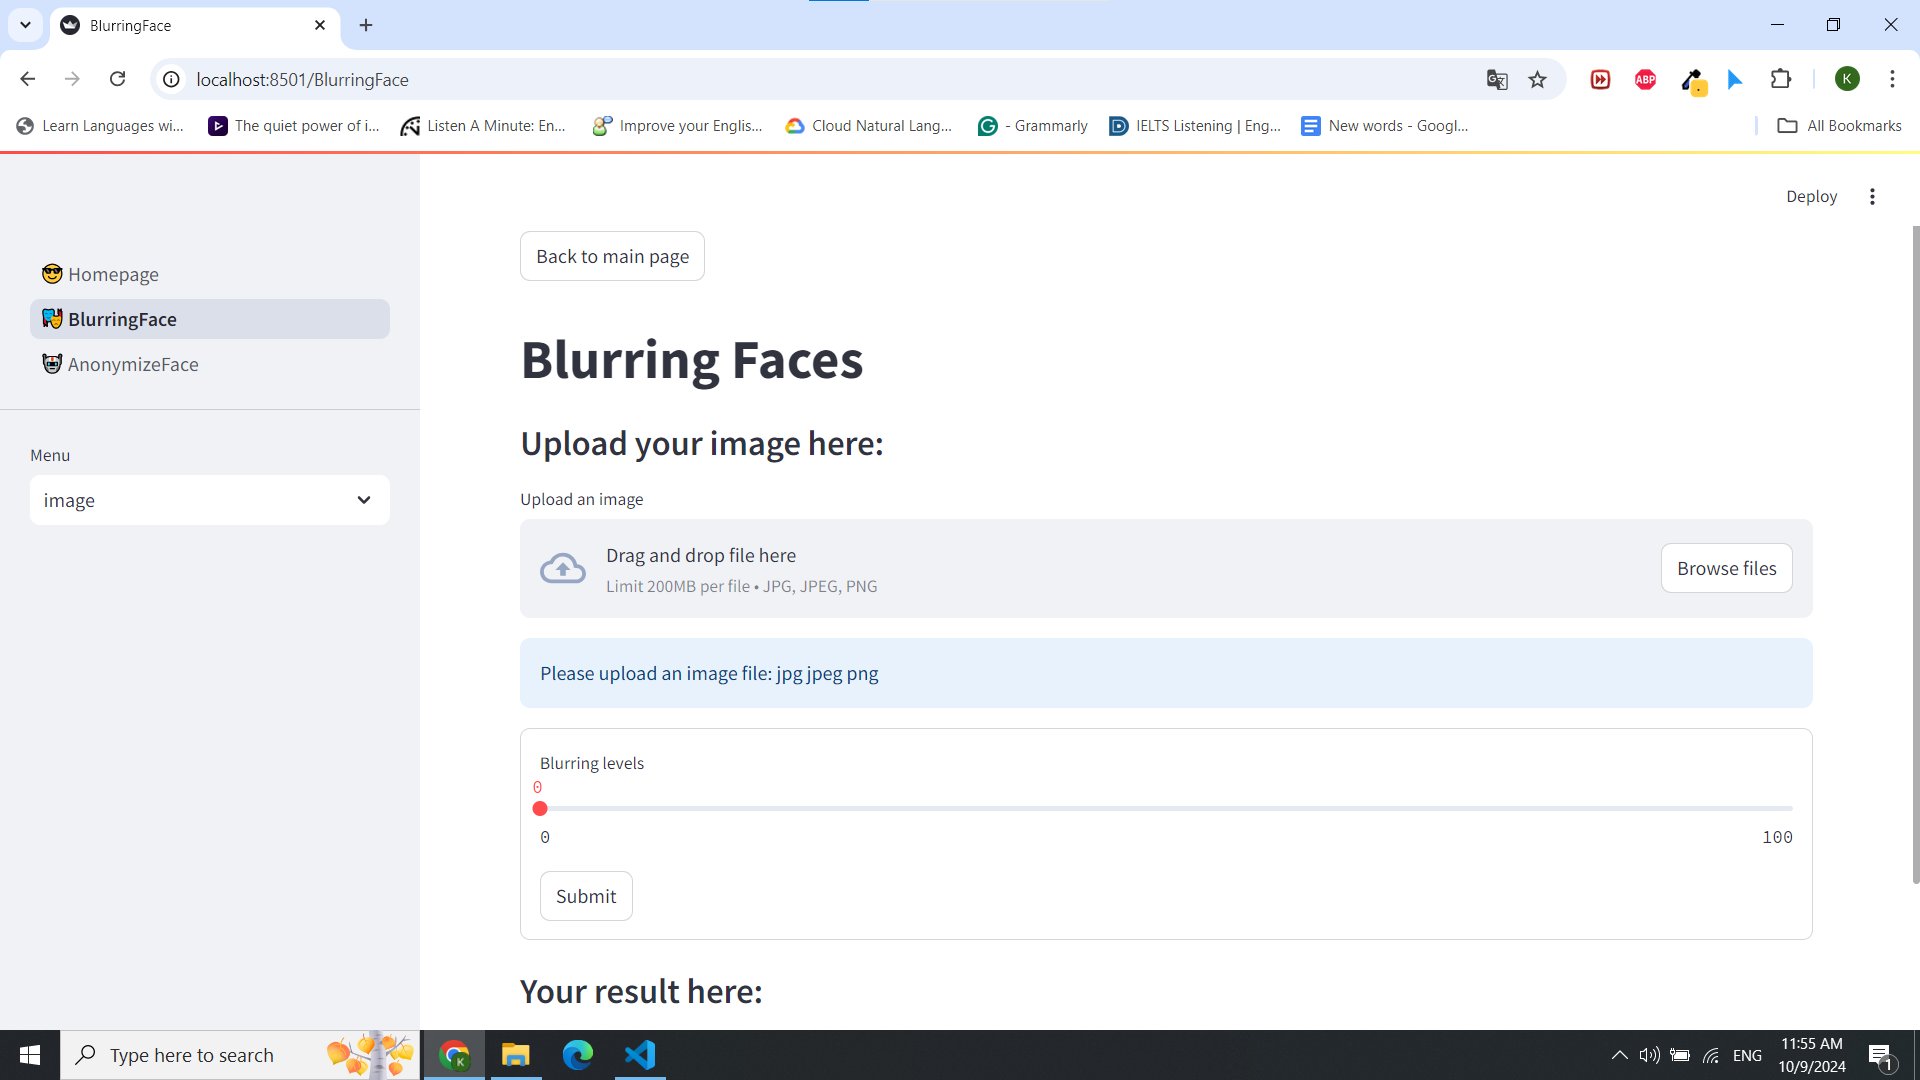 BlurringFace
localhost:8501/BlurringFace
ABP
K
Learn Languages wi...
The quiet power of i...
Listen A Minute: En...
Improve your Englis...
Cloud Natural Lang...
- Grammarly
IELTS Listening | Eng...
New words - Googl...
All Bookmarks
Deploy
Homepage
BlurringFace
AnonymizeFace
Menu
image
Back to main page
Blurring Faces
Upload your image here:
Upload an image
Drag and drop file here
Limit 200MB per file • JPG, JPEG, PNG
Browse files
Please upload an image file: jpg jpeg png
Blurring levels
0
0
100
Submit
Your result here:
Type here to search
K
ENG
11:55 AM
10/9/2024
1